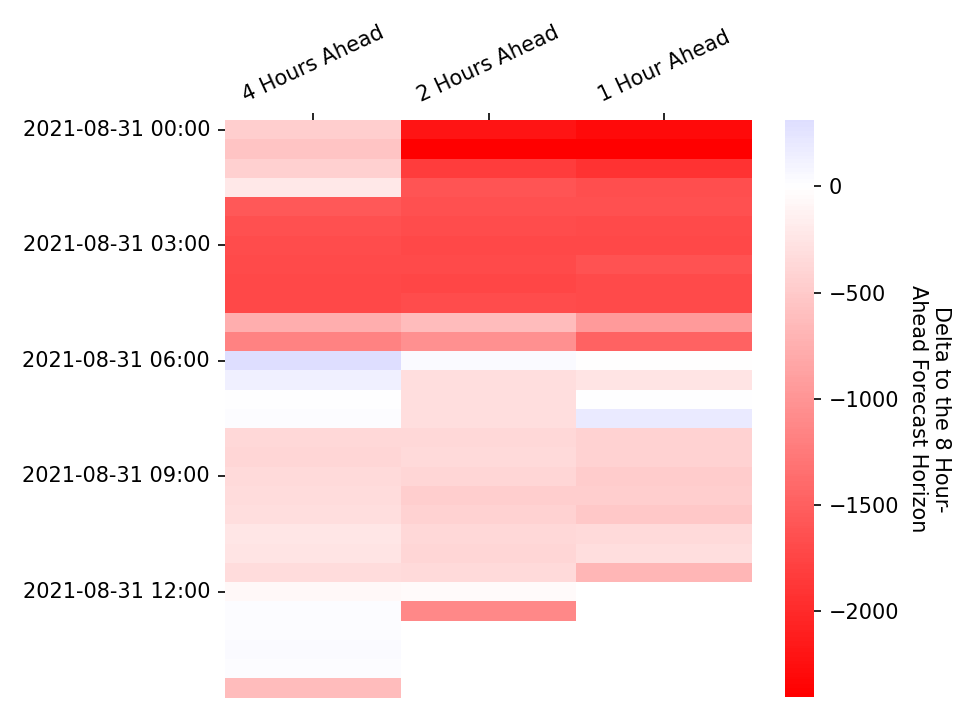 4 Hours Ahead
2 Hours Ahead
1 Hour Ahead
2021-08-31 00:00
2021-08-31 03:00
2021-08-31 06:00
2021-08-31 09:00
2021-08-31 12:00
0
−500
−1000
−1500
−2000
Delta to the 8 Hour-
Ahead Forecast Horizon